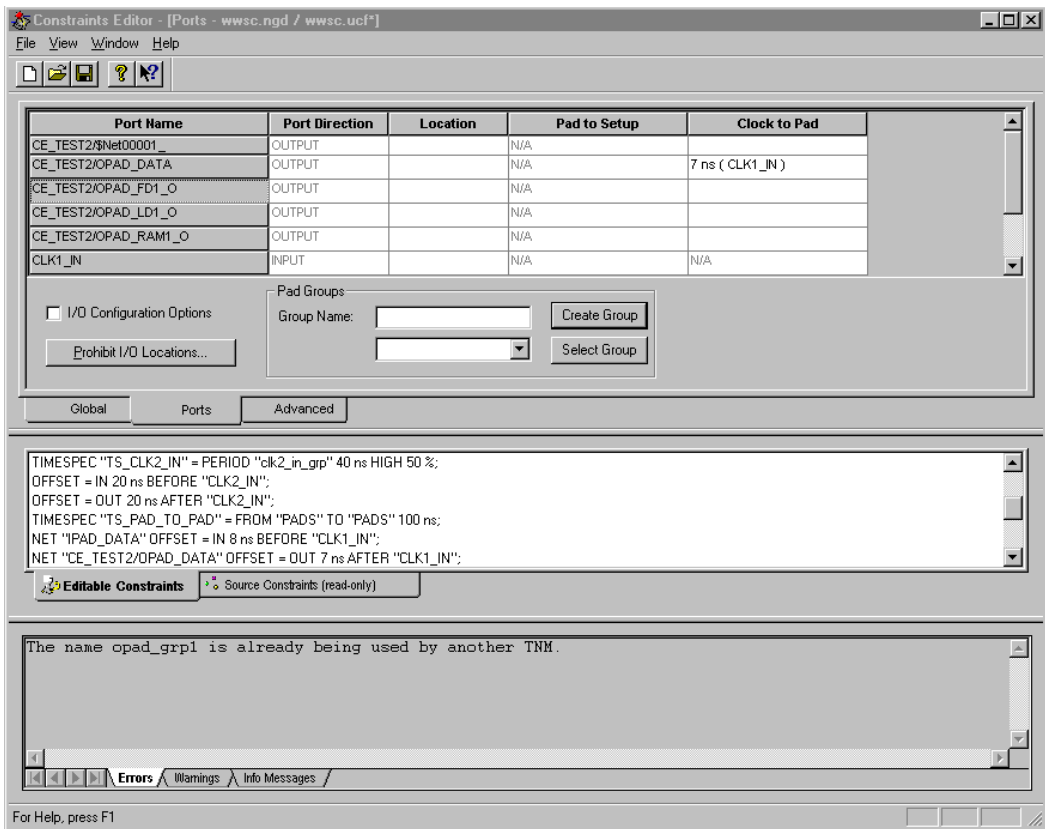 Constraints Editor - [Ports - wwsc.ngd / wwsc.ucf*]
File View Window Help
Port Name Port Direction Location Pad to Setup Clock to Pad
CE_TEST2/$Net00001_ OUTPUT N/A
CE_TEST2/OPAD_DATA OUTPUT N/A 7 ns ( CLK1_IN )
CE_TEST2/OPAD_FD1_O OUTPUT N/A
CE_TEST2/OPAD_LD1_O OUTPUT N/A
CE_TEST2/OPAD_RAM1_O OUTPUT N/A
CLK1_IN INPUT N/A N/A
Pad Groups
I/O Configuration Options Group Name: Create Group
Prohibit I/O Locations... Select Group
Global Ports Advanced
TIMESPEC "TS_CLK2_IN" = PERIOD "clk2_in_grp" 40 ns HIGH 50 %;
OFFSET = IN 20 ns BEFORE "CLK2_IN";
OFFSET = OUT 20 ns AFTER "CLK2_IN";
TIMESPEC "TS_PAD_TO_PAD" = FROM "PADS" TO "PADS" 100 ns;
NET "IPAD_DATA" OFFSET = IN 8 ns BEFORE "CLK1_IN";
NET "CE_TEST2/OPAD_DATA" OFFSET = OUT 7 ns AFTER "CLK1_IN";
Editable Constraints Source Constraints (read-only)
The name opad_grp1 is already being used by another TNM.
Errors Warnings Info Messages
For Help, press F1